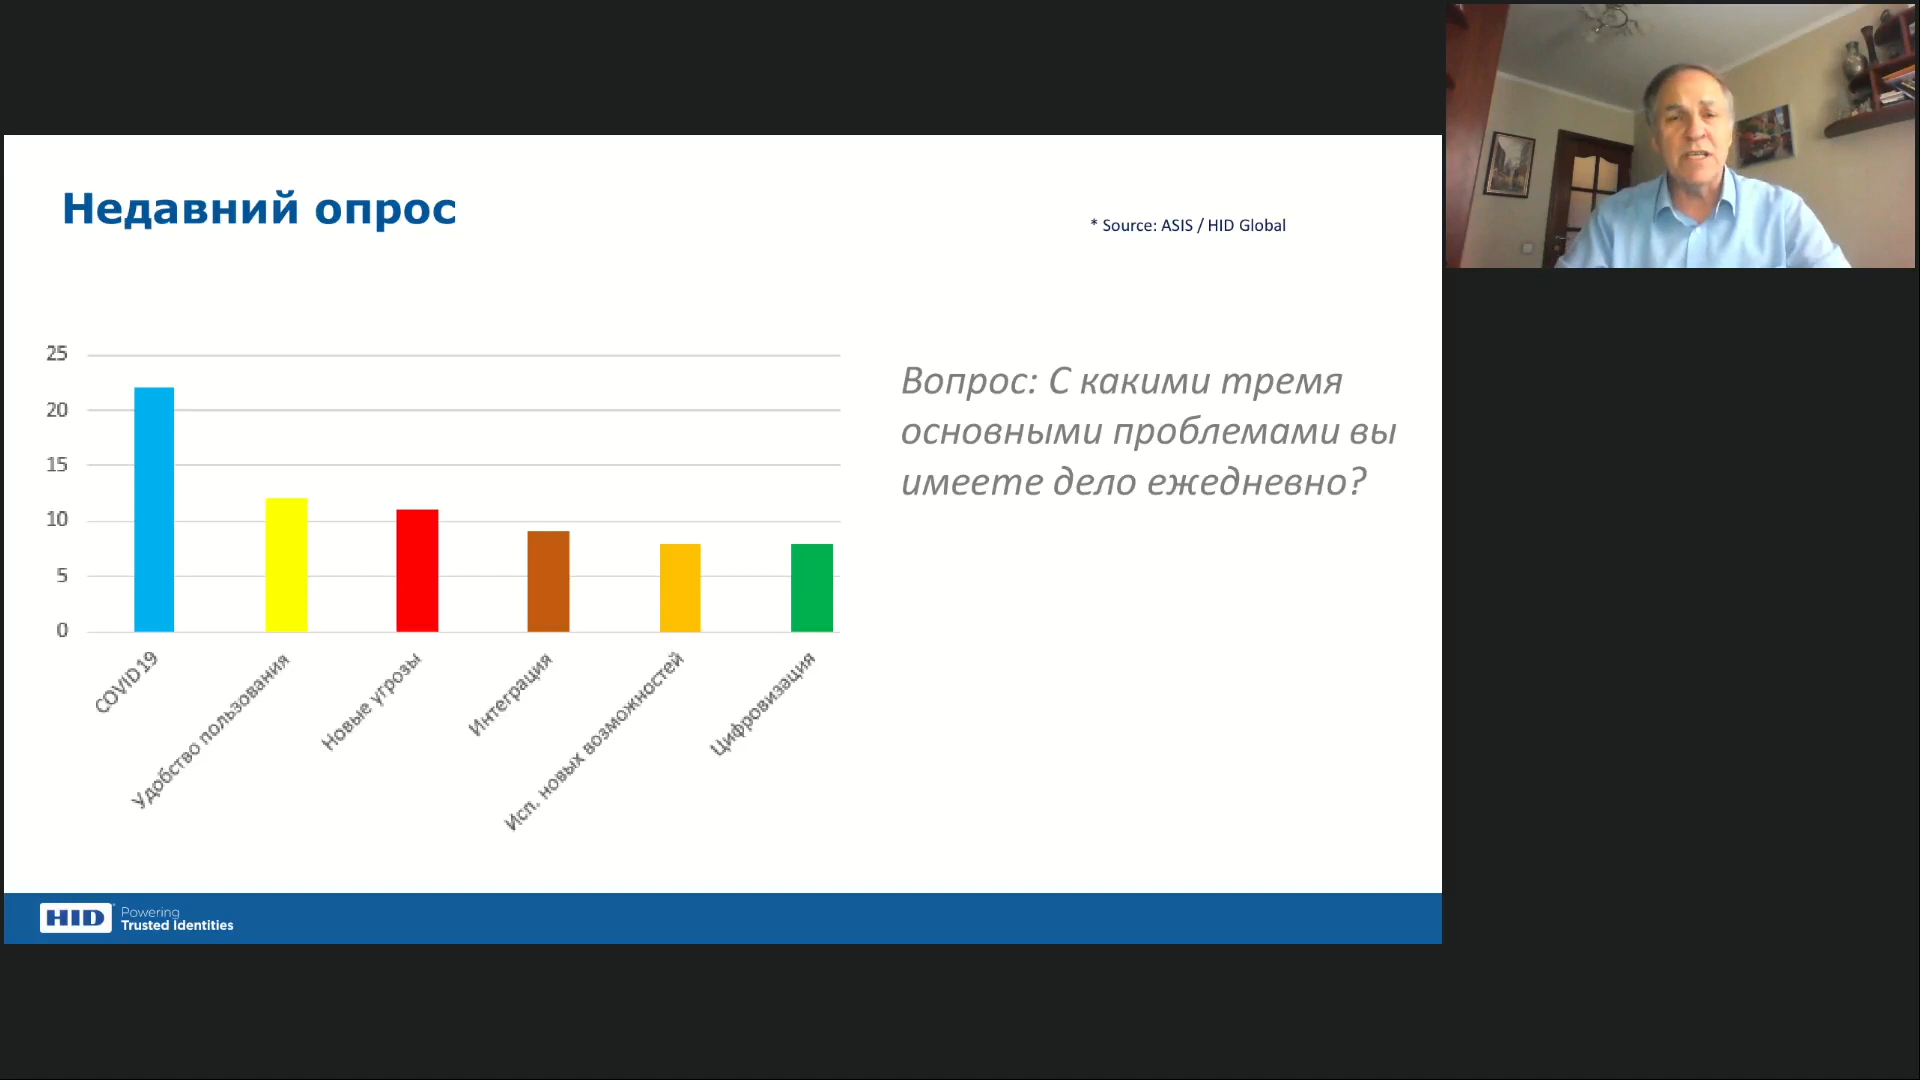 Недавний опрос
* Source: ASIS / HID Global
25
20
15
10
5
0
COVID19
Удобство пользования
Новые угрозы
Интеграция
Исп. новых возможностей
Цифровизация
Вопрос: С какими тремя
основными проблемами вы
имеете дело ежедневно?
HID
Powering
Trusted Identities